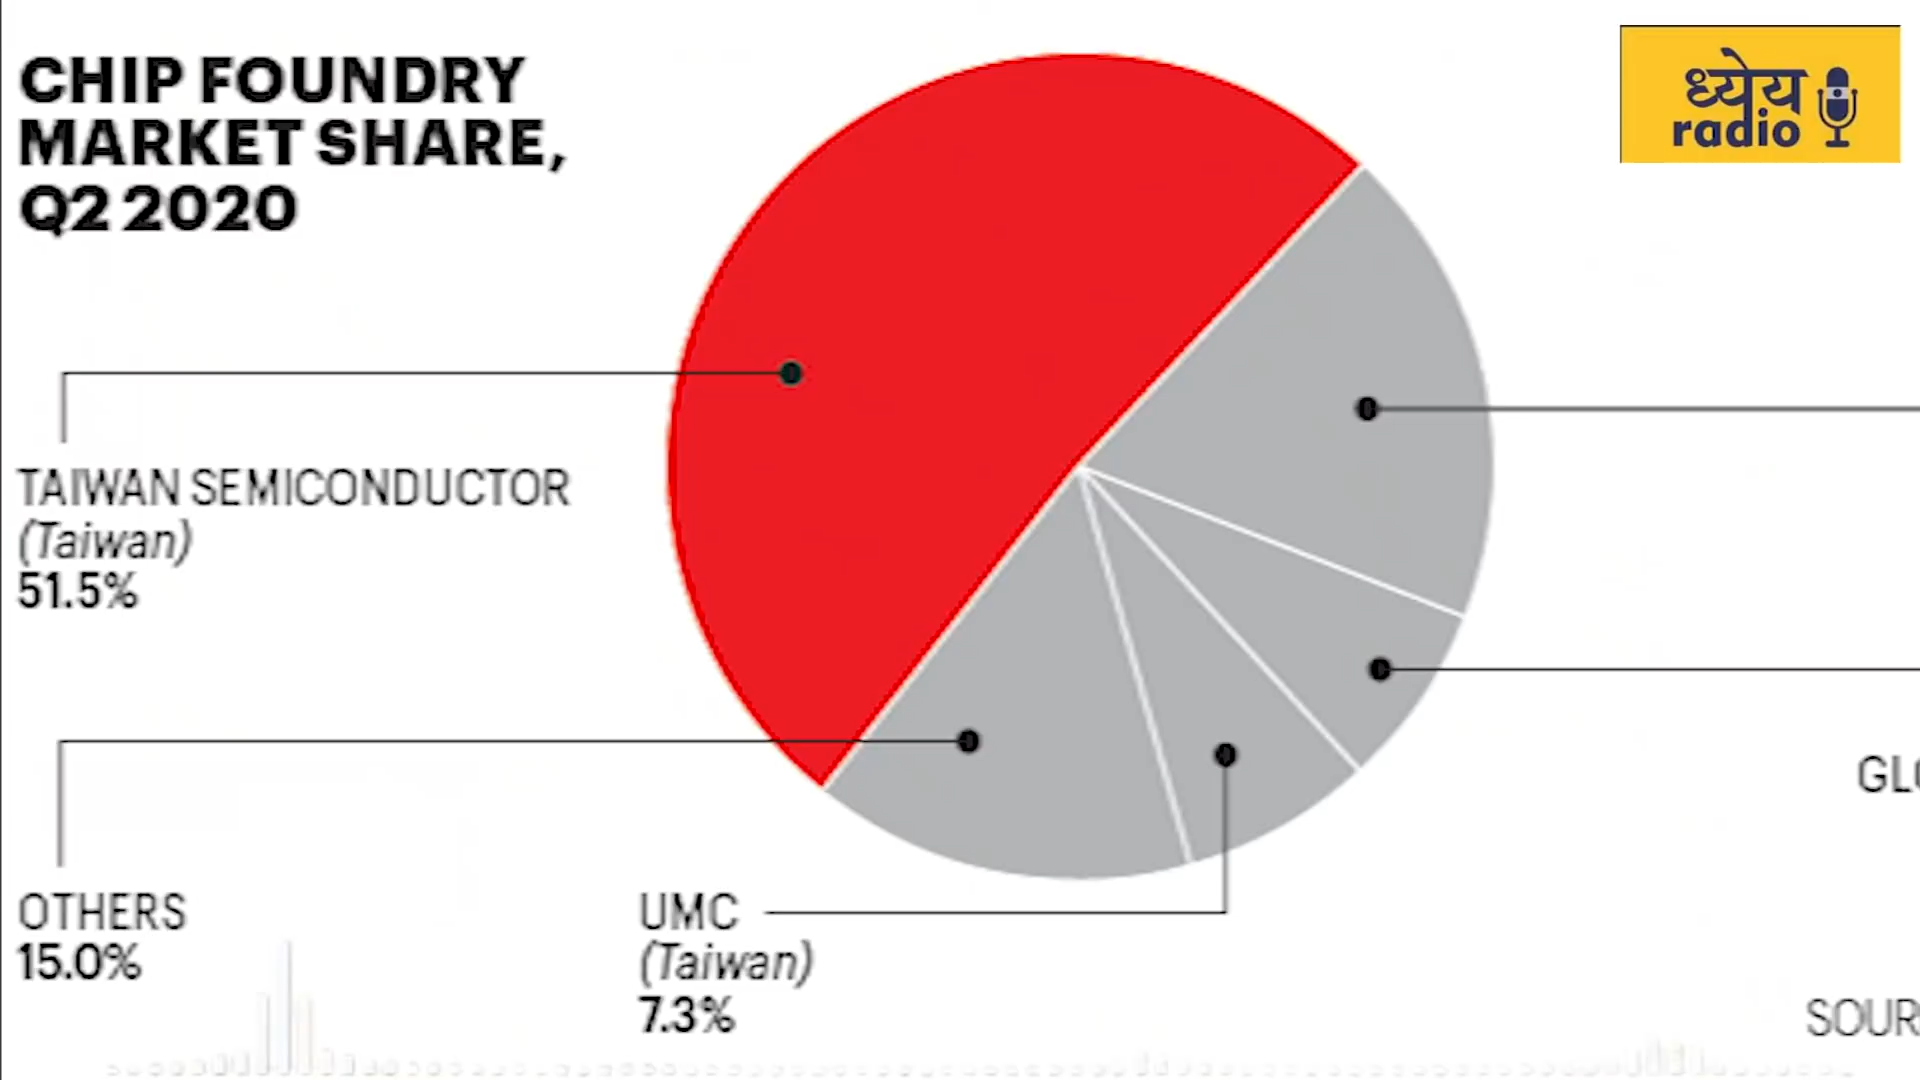 CHIP FOUNDRY
MARKET SHARE,
Q2 2020
ध्येय
radio
TAIWAN SEMICONDUCTOR
(Taiwan)
51.5%
OTHERS
15.0%
UMC
(Taiwan)
7.3%